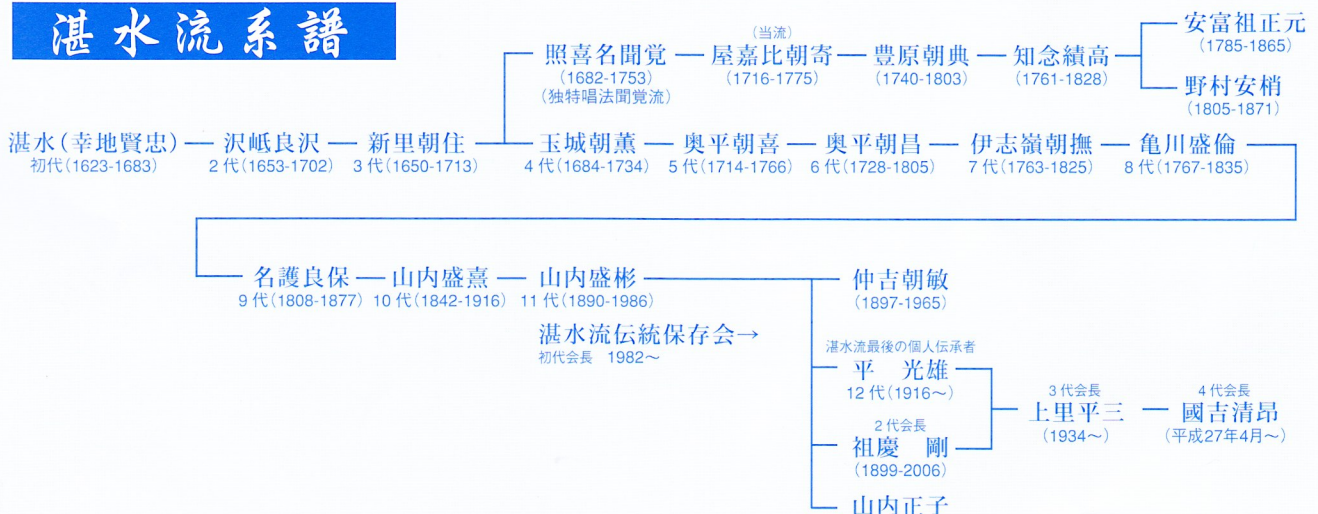 湛水流系譜
安富祖正元
(1785-1865)
(当流)
照喜名聞覚
屋嘉比朝寄
豊原朝典
知念績高
(1682-1753)
(1716-1775)
(1740-1803)
(1761-1828)
(独特唱法聞覚流)
野村安梢
(1805-1871)
湛水(幸地賢忠)
沢岻良沢
新里朝住
玉城朝薫
奥平朝喜
奥平朝昌
伊志嶺朝撫
亀川盛倫
初代(1623-1683)
2代(1653-1702)
3代(1650-1713)
4代(1684-1734)
5代(1714-1766)
6代(1728-1805)
7代(1763-1825)
8代(1767-1835)
名護良保
山内盛熹
山内盛彬
仲吉朝敏
9代(1808-1877)
10代(1842-1916)
11代(1890-1986)
(1897-1965)
湛水流伝統保存会→
初代会長 1982~
湛水流最後の個人伝承者
平 光雄
12代(1916~)
2代会長
祖慶 剛
(1899-2006)
3代会長
上里平三
(1934~)
4代会長
國吉清昂
(平成27年4月~)
山内正子